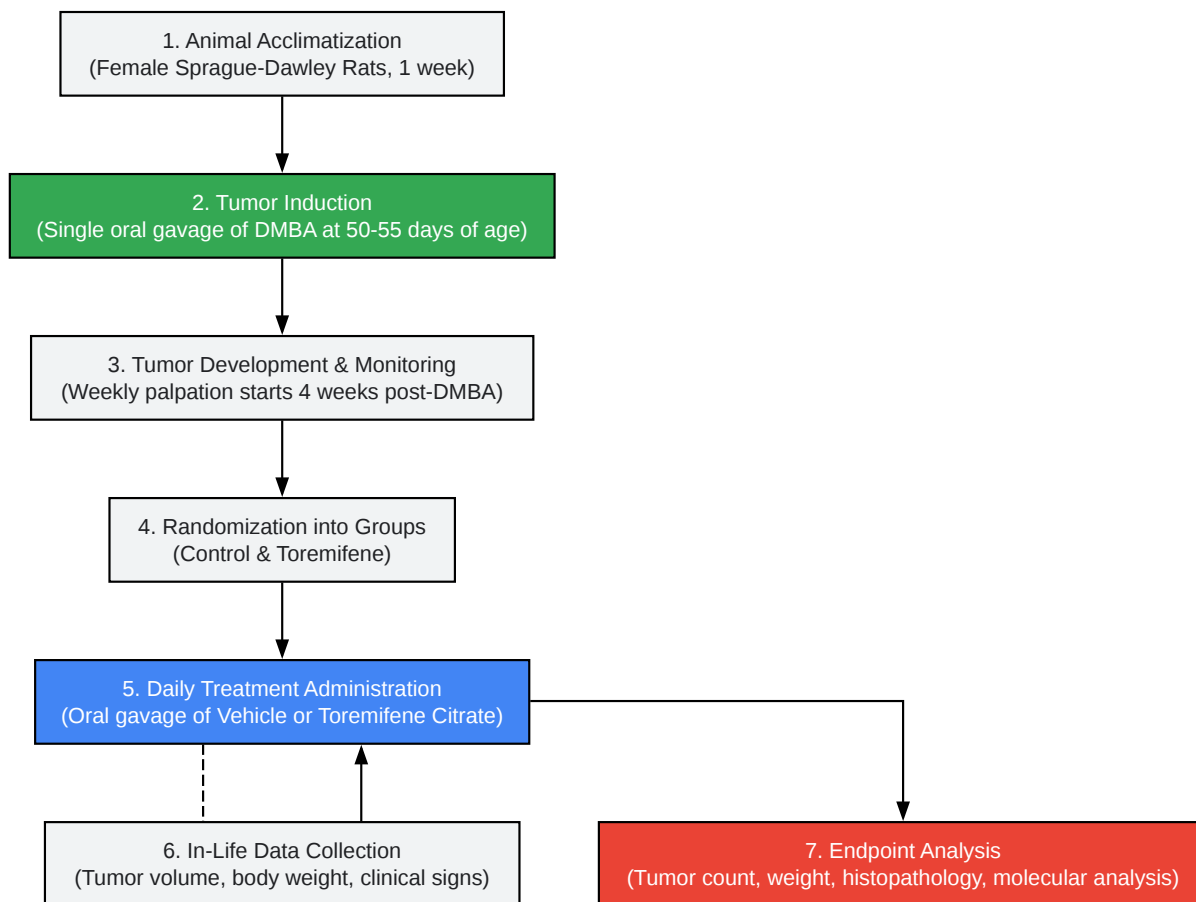 1. Animal Acclimatization
(Female Sprague-Dawley Rats, 1 week)
2. Tumor Induction
(Single oral gavage of DMBA at 50-55 days of age)
3. Tumor Development & Monitoring
(Weekly palpation starts 4 weeks post-DMBA)
4. Randomization into Groups
(Control & Toremifene)
5. Daily Treatment Administration
(Oral gavage of Vehicle or Toremifene Citrate)
6. In-Life Data Collection
(Tumor volume, body weight, clinical signs)
7. Endpoint Analysis
(Tumor count, weight, histopathology, molecular analysis)